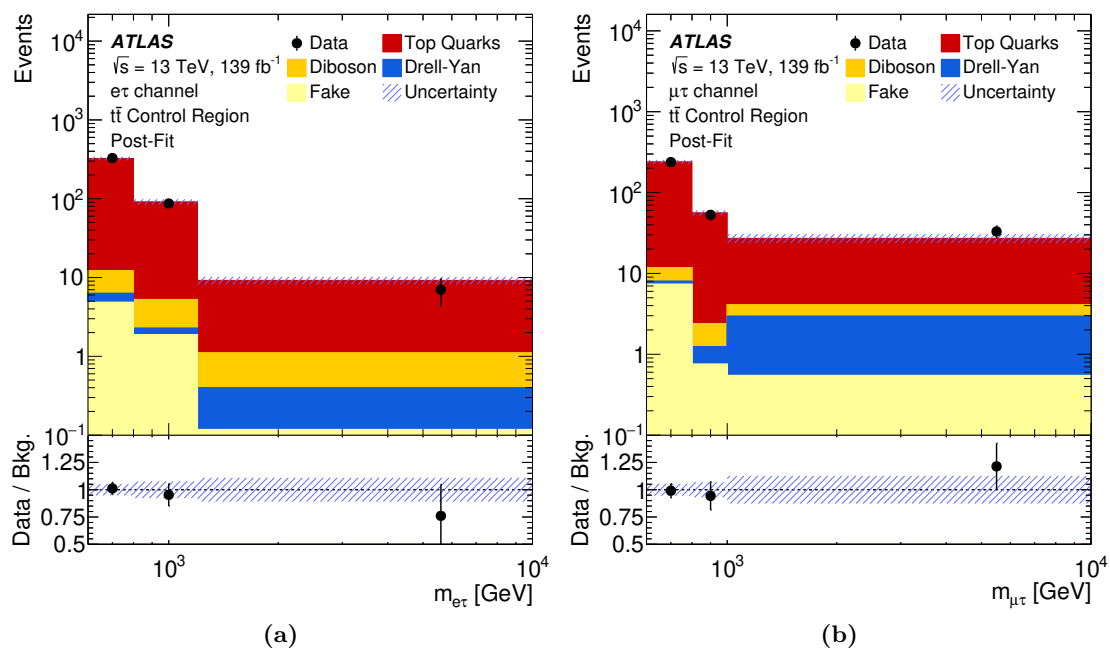 Events
10⁴
10³
10²
10
1
10⁻¹
ATLAS
√s = 13 TeV, 139 fb⁻¹
eτ channel
tt̄ Control Region
Post-Fit
Data
Top Quarks
Diboson
Drell-Yan
Fake
Uncertainty
Data / Bkg.
1.25
1
0.75
0.5
10³
10⁴
m_eτ [GeV]
(a)
Events
10⁴
10³
10²
10
1
10⁻¹
ATLAS
√s = 13 TeV, 139 fb⁻¹
μτ channel
tt̄ Control Region
Post-Fit
Data
Top Quarks
Diboson
Drell-Yan
Fake
Uncertainty
Data / Bkg.
1.25
1
0.75
0.5
10³
10⁴
m_μτ [GeV]
(b)